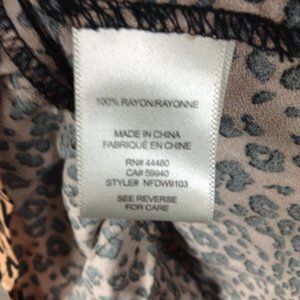 100% RAYON/RAYONNE
MADE IN CHINA
FABRIQUÉ EN CHINE
RN# 44480
CA# 59940
STYLE# NFDW9103
SEE REVERSE
FOR CARE